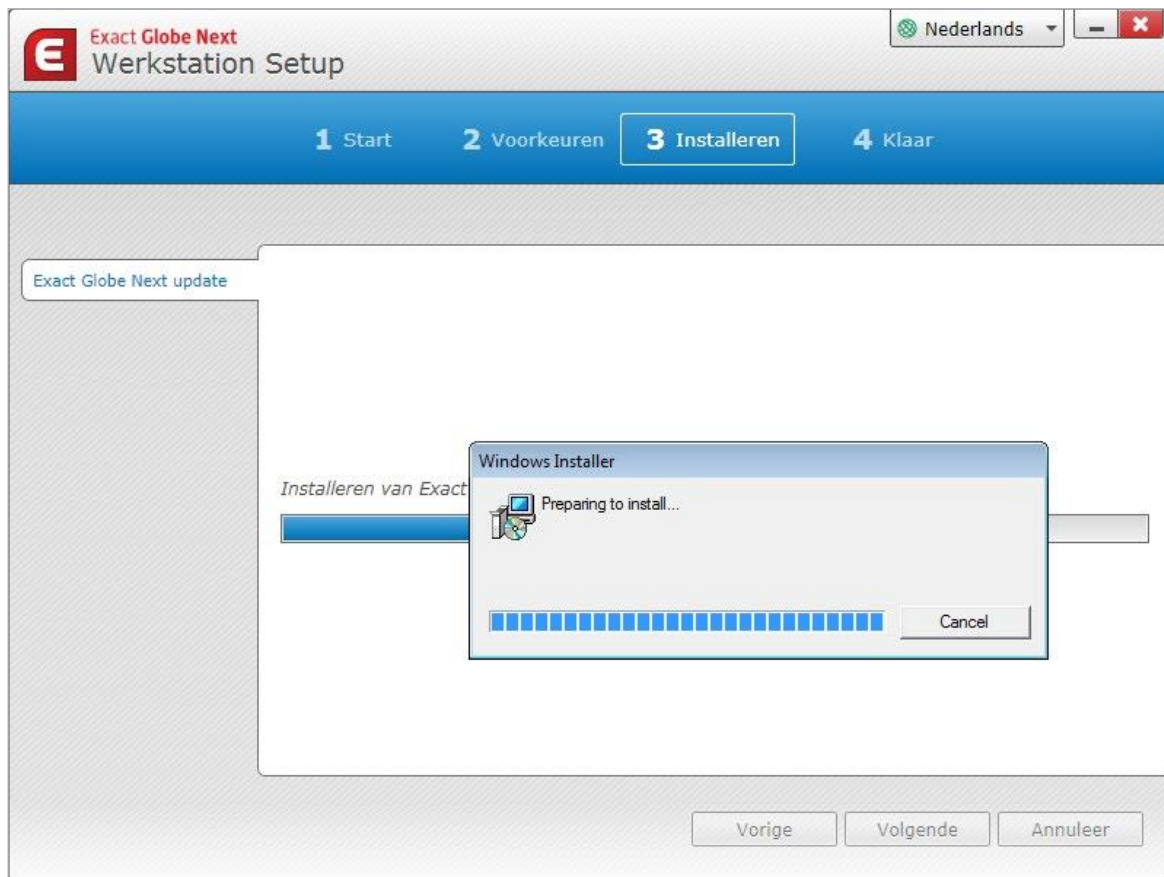 Exact Globe Next
Werkstation Setup
Nederlands
1 Start
2 Voorkeuren
3 Installeren
4 Klaar
Exact Globe Next update
Installeren van Exact
Windows Installer
Preparing to install...
Cancel
Vorige
Volgende
Annuleer